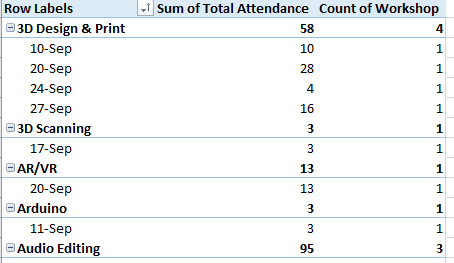 Row Labels Sum of Total Attendance Count of Workshop
3D Design & Print 58 4
10-Sep 10 1
20-Sep 28 1
24-Sep 4 1
27-Sep 16 1
3D Scanning 3 1
17-Sep 3 1
AR/VR 13 1
20-Sep 13 1
Arduino 3 1
11-Sep 3 1
Audio Editing 95 3